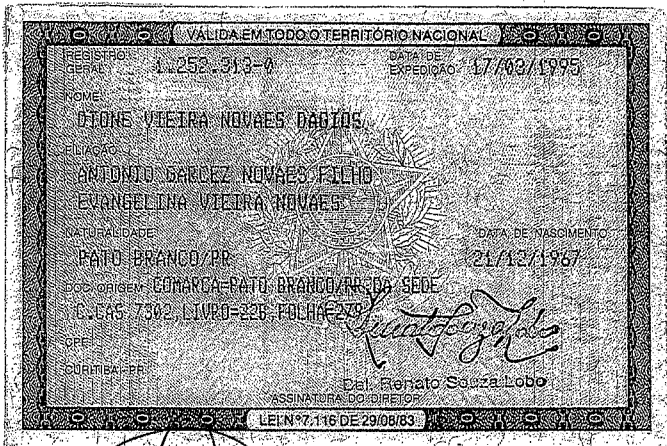 VÁLIDA EM TODO O TERRITÓRIO NACIONAL
REGISTRO GERAL 1.252.313-0 DATA DE EXPEDIÇÃO 17/03/1995
NOME
DIONE VIEIRA NOVAES DAGIOS
FILIAÇÃO
ANTONIO GARCEZ NOVAES FILHO
EVANGELINA VIEIRA NOVAES
NATURALIDADE DATA DE NASCIMENTO
PATO BRANCO/PR 21/12/1967
DOC ORIGEM COMARCA=PATO BRANCO/PR,DA SEDE
C.CAS 7302,LIVRO=22B,FOLHA=279
CPF
CURITIBA-PR
Bel. Renato Souza Lobo
ASSINATURA DO DIRETOR
LEI Nº 7.116 DE 29/08/83